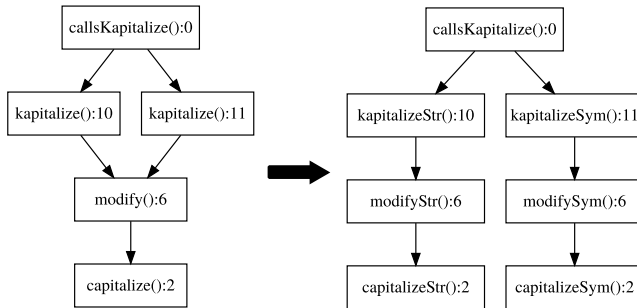 callsKapitalize():0
kapitalize():10
kapitalize():11
modify():6
capitalize():2
callsKapitalize():0
kapitalizeStr():10
kapitalizeSym():11
modifyStr():6
modifySym():6
capitalizeStr():2
capitalizeSym():2